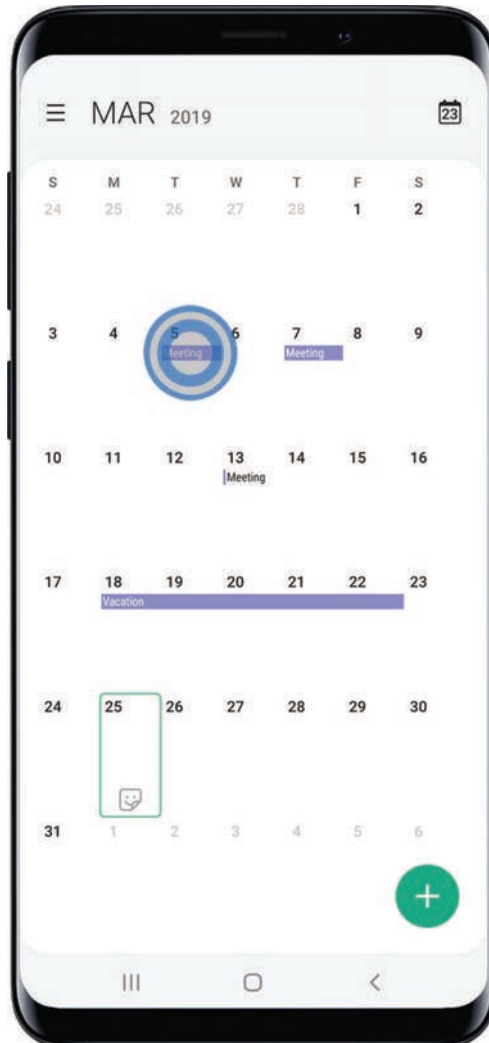 MAR 2019 23
S M T W T F S
24 25 26 27 28 1 2
3 4 5 6 7 8 9
Meeting Meeting
10 11 12 13 14 15 16
Meeting
17 18 19 20 21 22 23
Vacation
24 25 26 27 28 29 30
31 1 2 3 4 5 6